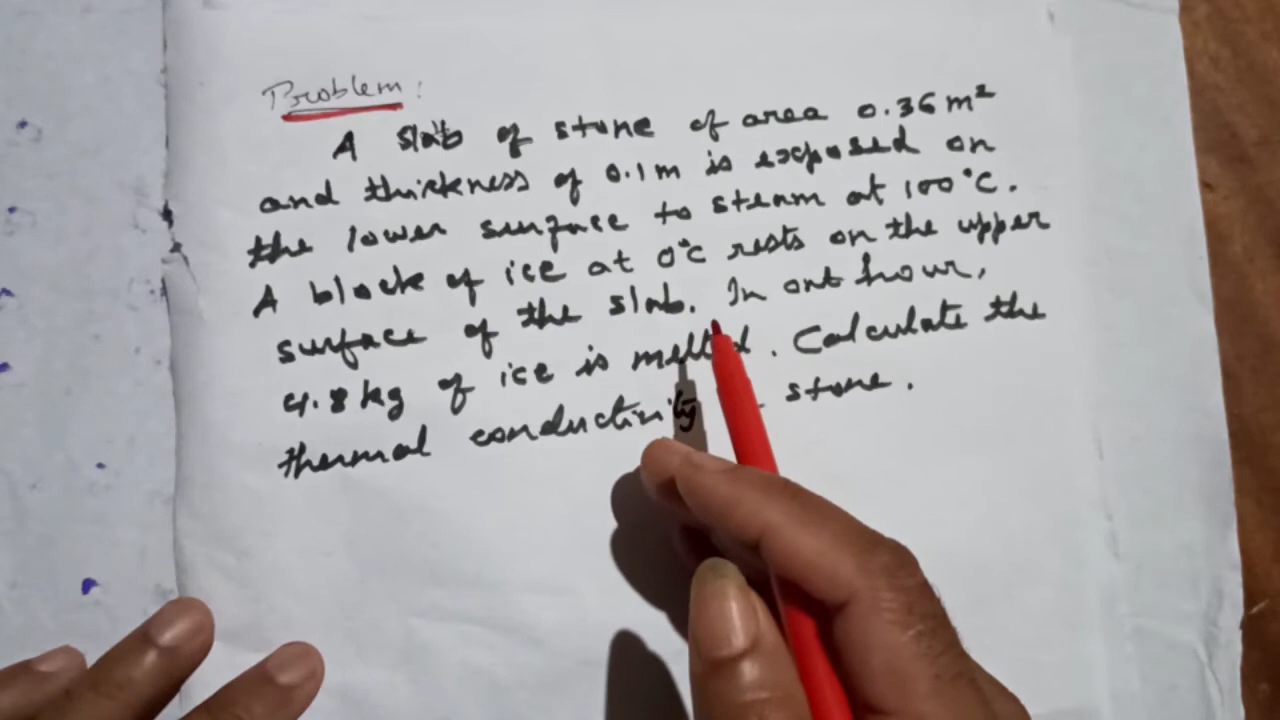 Problem:
A slab of stone of area 0.36 m²
and thickness of 0.1 m is exposed on
the lower surface to steam at 100°C.
A block of ice at 0°C rests on the upper
surface of the slab. In one hour,
4.8 kg of ice is melted. Calculate the
thermal conductivity stone.